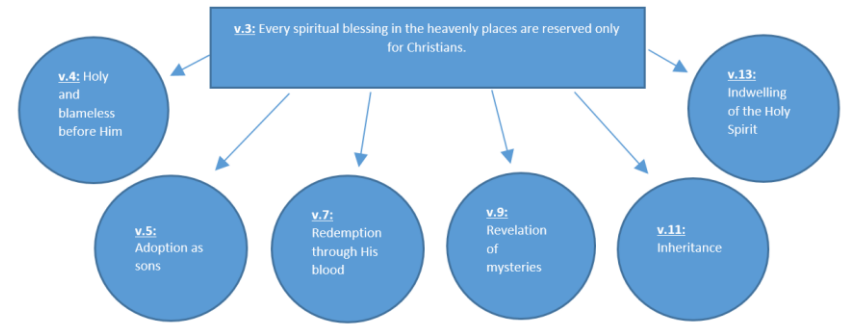 v.3: Every spiritual blessing in the heavenly places are reserved only
for Christians.
v.4: Holy
and
blameless
before Him
v.5:
Adoption as
sons
v.7:
Redemption
through His
blood
v.9:
Revelation
of
mysteries
v.11:
Inheritance
v.13:
Indwelling
of the Holy
Spirit